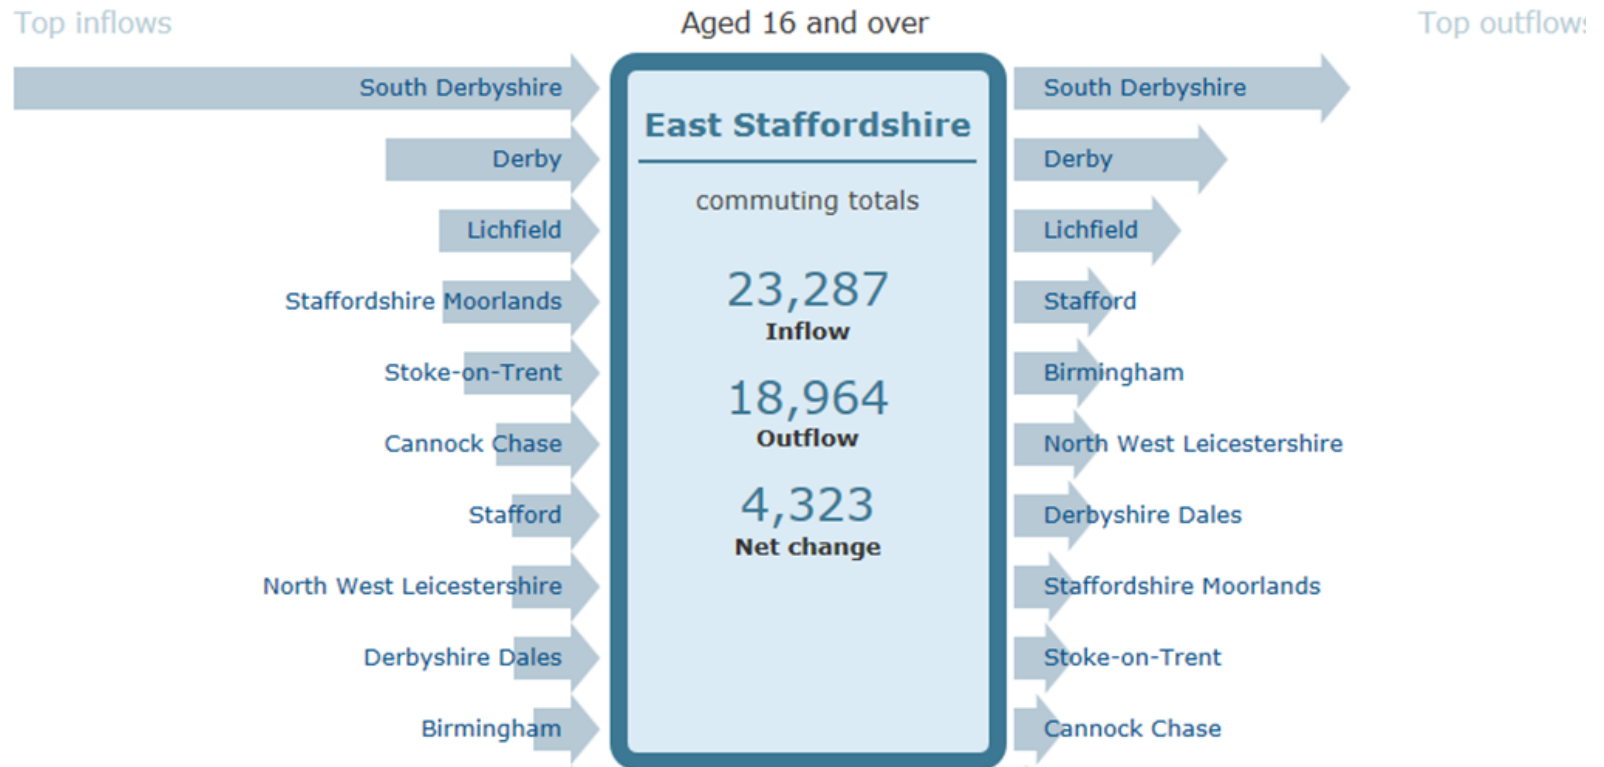 Top inflows
Aged 16 and over
Top outflows
South Derbyshire
Derby
Lichfield
Staffordshire Moorlands
Stoke-on-Trent
Cannock Chase
Stafford
North West Leicestershire
Derbyshire Dales
Birmingham
East Staffordshire
commuting totals
23,287
Inflow
18,964
Outflow
4,323
Net change
South Derbyshire
Derby
Lichfield
Stafford
Birmingham
North West Leicestershire
Derbyshire Dales
Staffordshire Moorlands
Stoke-on-Trent
Cannock Chase